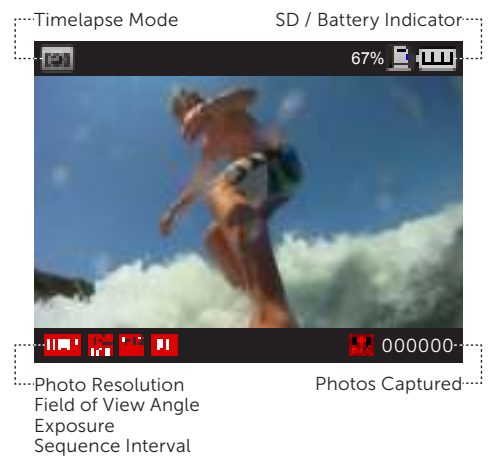 Timelapse Mode
SD / Battery Indicator
67%
000000
Photo Resolution
Field of View Angle
Exposure
Sequence Interval
Photos Captured